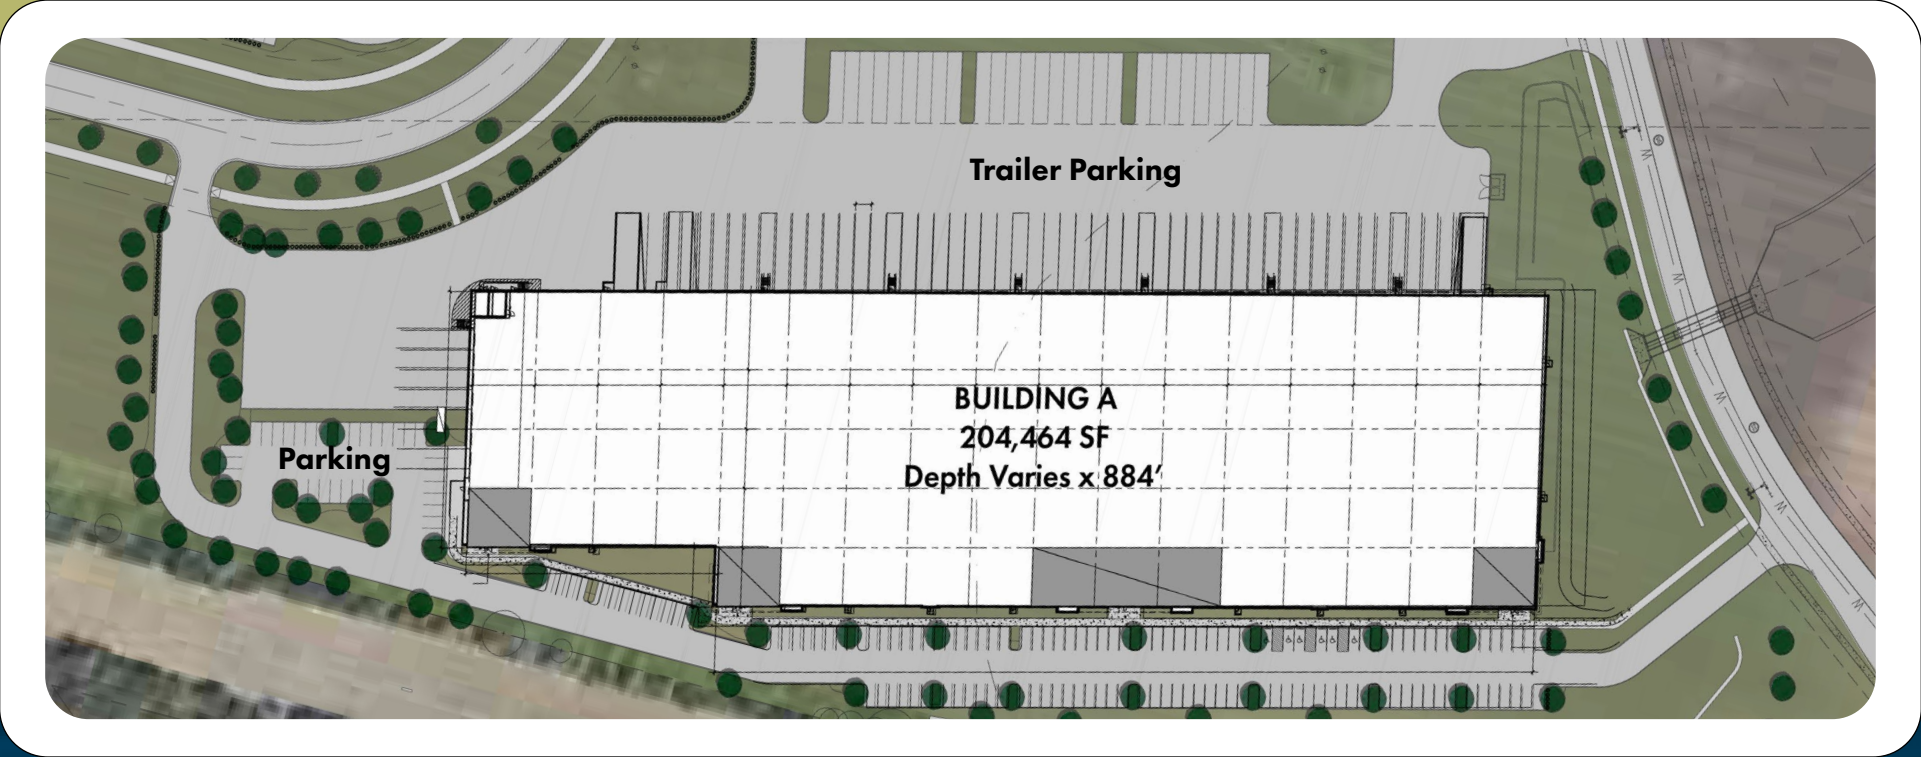 Trailer Parking
BUILDING A
204,464 SF
Depth Varies x 884’
Parking
W
W
W
W
W